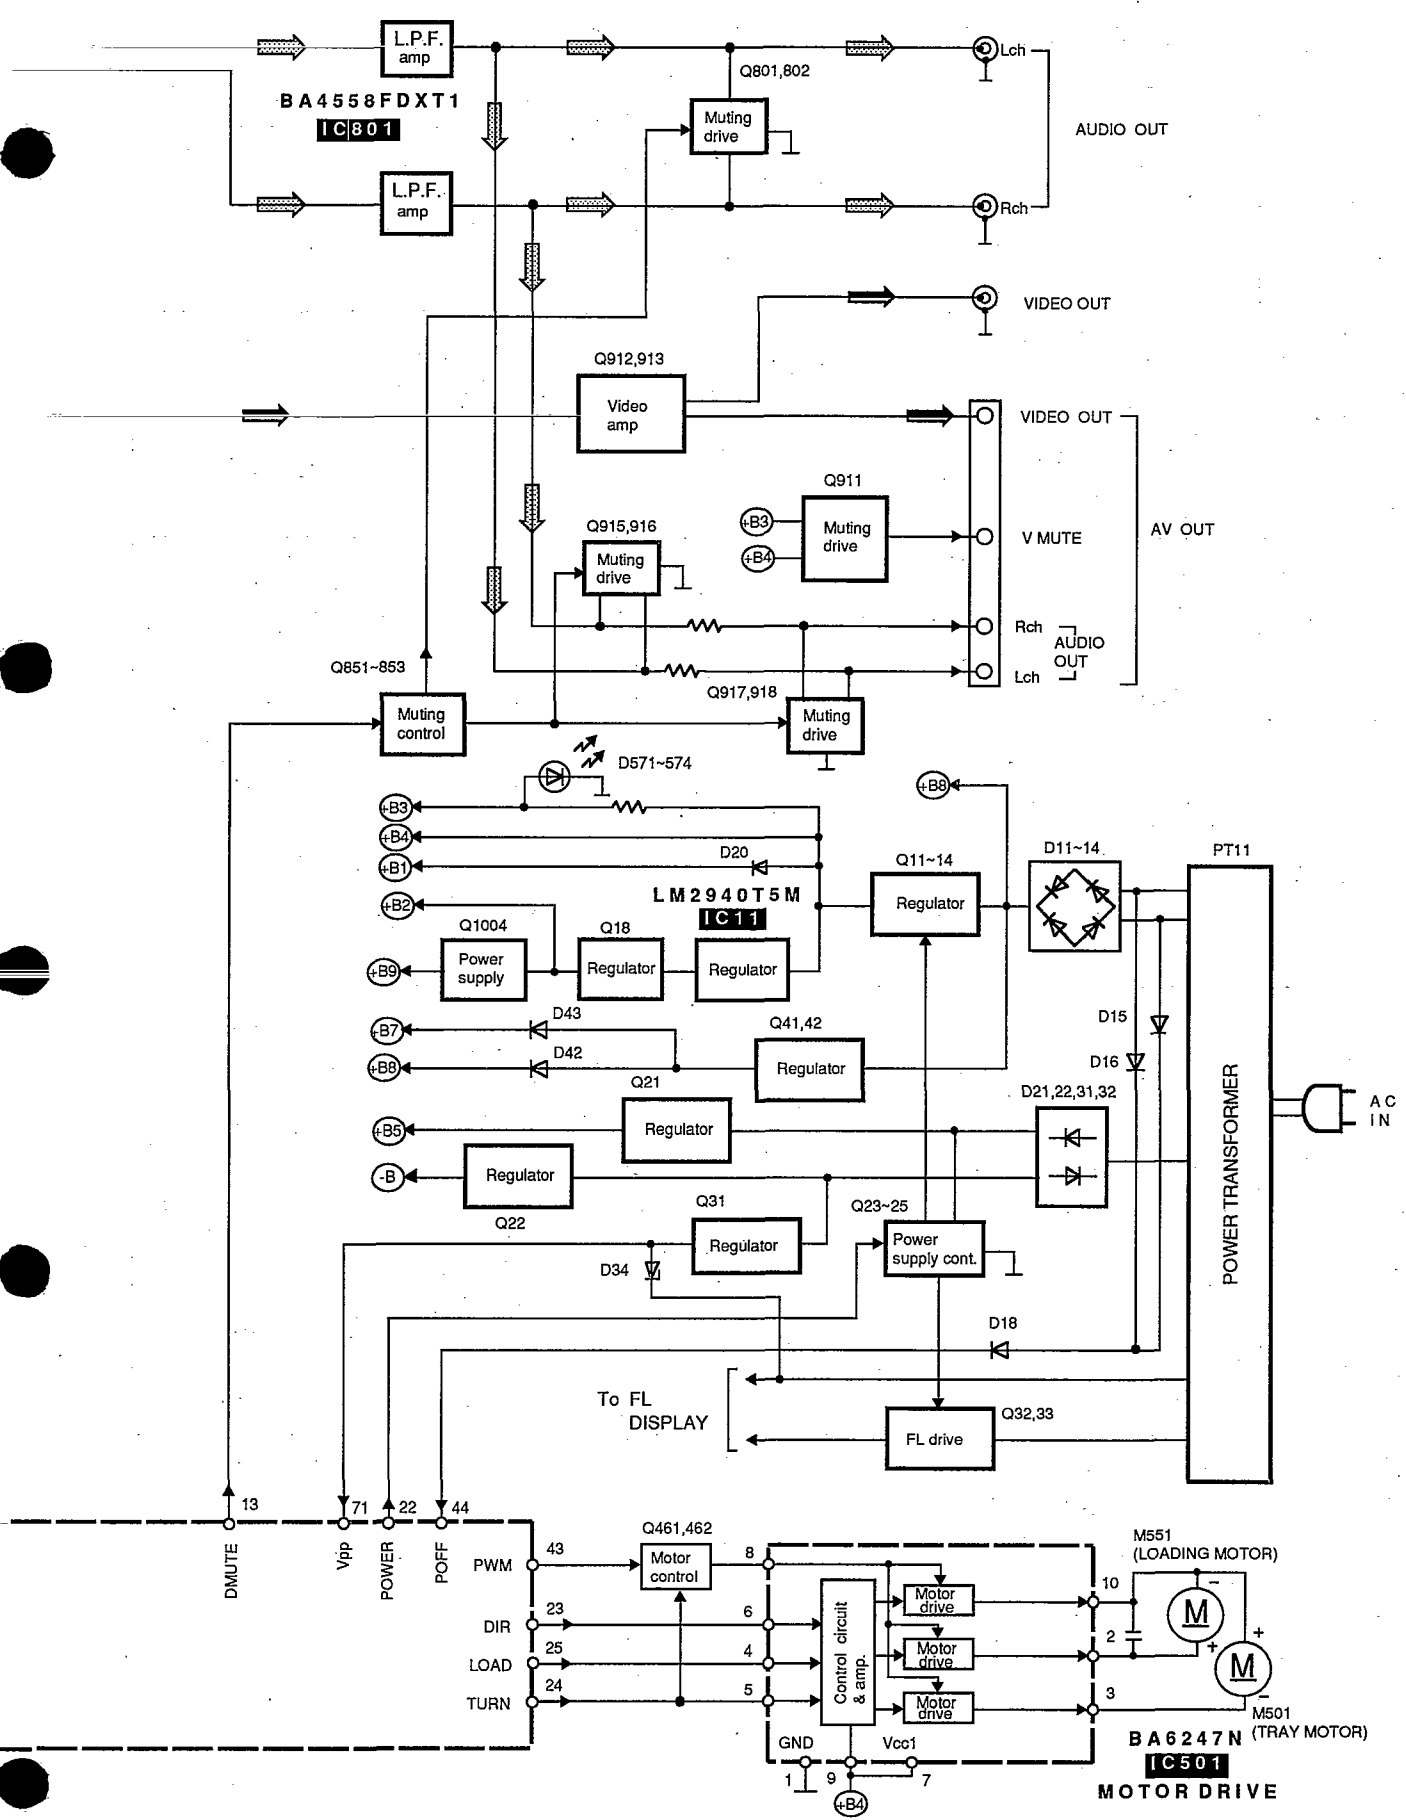 L.P.F.
amp
BA4558FDXT1
IC801
L.P.F.
amp
Q801,802
Muting
drive
Lch
AUDIO OUT
Rch
VIDEO OUT
Q912,913
Video
amp
VIDEO OUT
Q911
+B3
+B4
Muting
drive
V MUTE
AV OUT
Q915,916
Muting
drive
Rch
AUDIO
OUT
Lch
Q851~853
Muting
control
Q917,918
Muting
drive
D571~574
+B8
+B3
+B4
+B1
D20
+B2
LM2940T5M
IC11
Q11~14
Regulator
D11~14
PT11
Q1004
Power
supply
Q18
Regulator
Regulator
+B9
+B7
D43
+B8
D42
Q41,42
Regulator
D15
D16
Q21
Regulator
+B5
D21,22,31,32
POWER TRANSFORMER
AC
IN
-B
Regulator
Q22
Q31
Regulator
Q23~25
Power
supply cont.
D34
D18
To FL
DISPLAY
FL drive
Q32,33
13
71
22
44
DMUTE
Vpp
POWER
POFF
PWM
43
Q461,462
Motor
control
8
DIR
23
6
LOAD
25
4
TURN
24
5
Control circuit
& amp.
Motor
drive
Motor
drive
Motor
drive
10
2
3
M551
(LOADING MOTOR)
−
M
+
+
M
−
M501
(TRAY MOTOR)
GND
Vcc1
1
9
7
+B4
BA6247N
IC501
MOTOR DRIVE